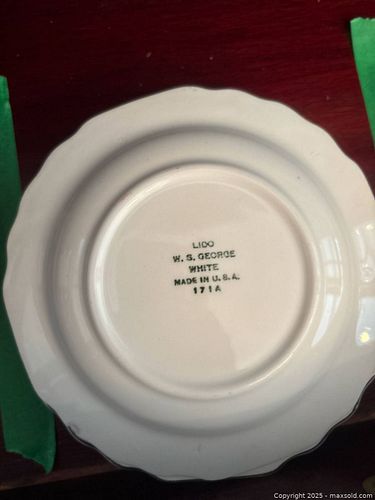 LIDO
W. S. GEORGE
WHITE
MADE IN U.S.A.
171A
Copyright © 2025 - maxsold.com